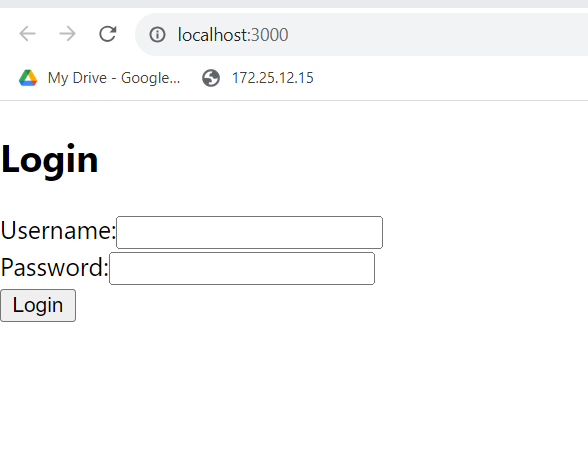 localhost:3000
My Drive - Google... 172.25.12.15
Login
Username:
Password:
Login